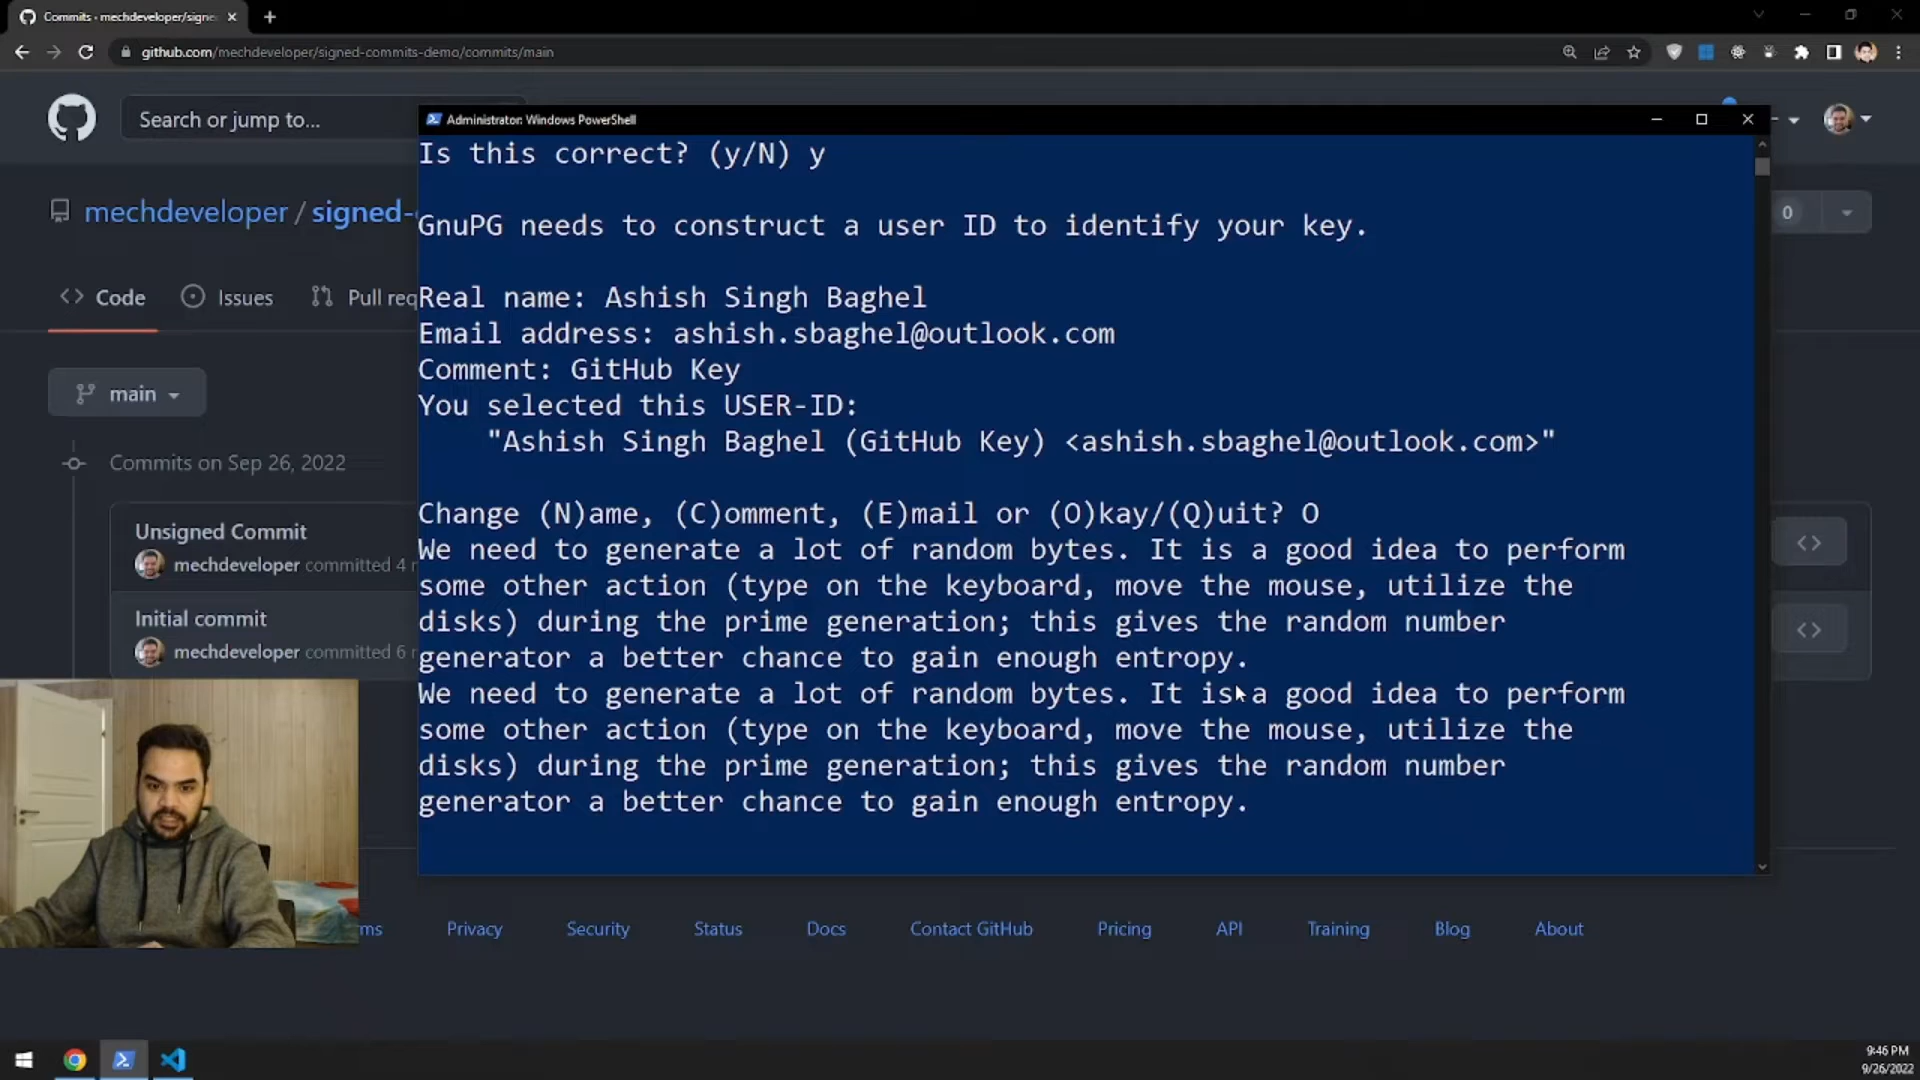 Commits · mechdeveloper/signe
github.com/mechdeveloper/signed-commits-demo/commits/main
Search or jump to...
Administrator: Windows PowerShell
Is this correct? (y/N) y
GnuPG needs to construct a user ID to identify your key.
Real name: Ashish Singh Baghel
Email address: ashish.sbaghel@outlook.com
Comment: GitHub Key
You selected this USER-ID:
"Ashish Singh Baghel (GitHub Key) <ashish.sbaghel@outlook.com>"
Change (N)ame, (C)omment, (E)mail or (O)kay/(Q)uit? O
We need to generate a lot of random bytes. It is a good idea to perform
some other action (type on the keyboard, move the mouse, utilize the
disks) during the prime generation; this gives the random number
generator a better chance to gain enough entropy.
We need to generate a lot of random bytes. It is a good idea to perform
some other action (type on the keyboard, move the mouse, utilize the
disks) during the prime generation; this gives the random number
generator a better chance to gain enough entropy.
mechdeveloper / signed-
0
Code Issues Pull req
main
Commits on Sep 26, 2022
Unsigned Commit
mechdeveloper committed 4
Initial commit
mechdeveloper committed 6
ms Privacy Security Status Docs Contact GitHub Pricing API Training Blog About
9:46 PM
9/26/2022